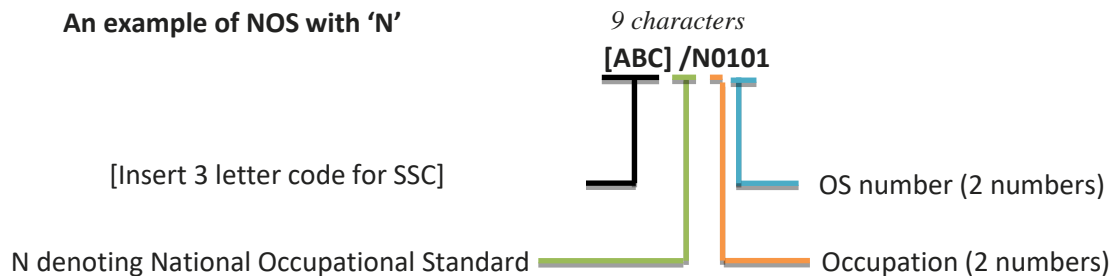 An example of NOS with ‘N’
9 characters
[ABC] /N0101
[Insert 3 letter code for SSC]
OS number (2 numbers)
N denoting National Occupational Standard
Occupation (2 numbers)